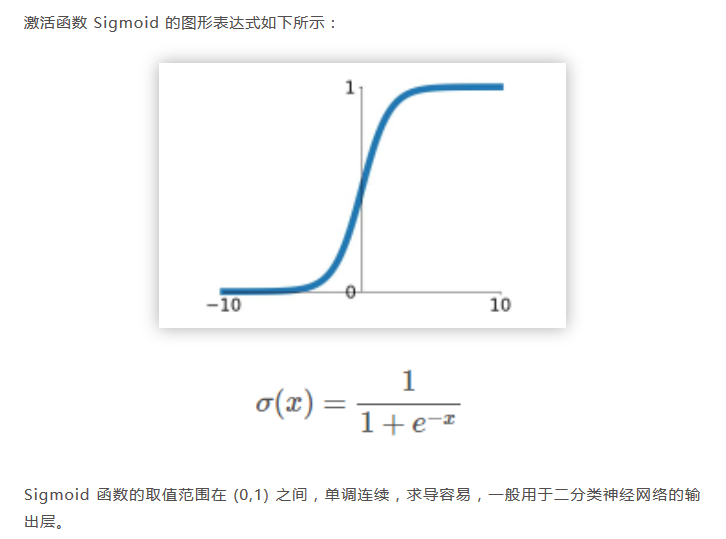 激活函数 Sigmoid 的图形表达式如下所示：
1
0
−10
10
σ(x) = 1 / (1 + e^{−x})
Sigmoid 函数的取值范围在 (0,1) 之间，单调连续，求导容易，一般用于二分类神经网络的输
出层。